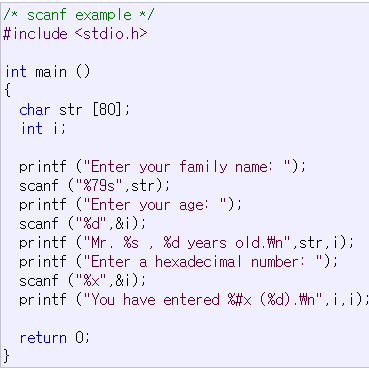 /* scanf example */
#include <stdio.h>

int main ()
{
  char str [80];
  int i;

  printf ("Enter your family name: ");
  scanf ("%79s",str);
  printf ("Enter your age: ");
  scanf ("%d",&i);
  printf ("Mr. %s , %d years old.₩n",str,i);
  printf ("Enter a hexadecimal number: ");
  scanf ("%x",&i);
  printf ("You have entered %#x (%d).₩n",i,i);

  return 0;
}